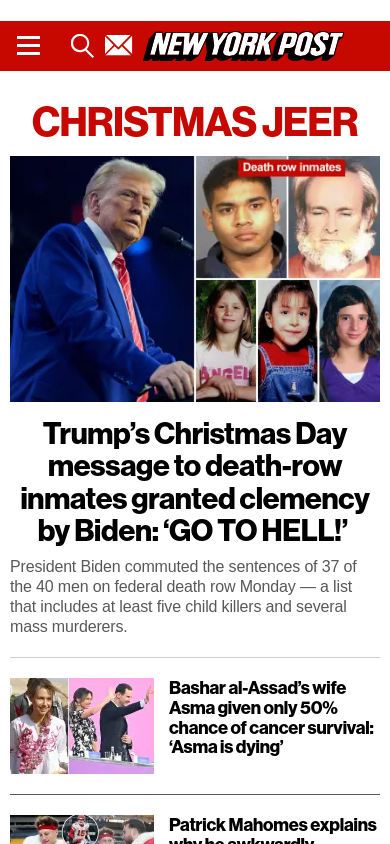 NEW YORK POST
CHRISTMAS JEER
Death row inmates
ANGEL
Trump’s Christmas Day
message to death-row
inmates granted clemency
by Biden: ‘GO TO HELL!’
President Biden commuted the sentences of 37 of
the 40 men on federal death row Monday — a list
that includes at least five child killers and several
mass murderers.
Bashar al-Assad’s wife
Asma given only 50%
chance of cancer survival:
‘Asma is dying’
Patrick Mahomes explains
why he awkwardly